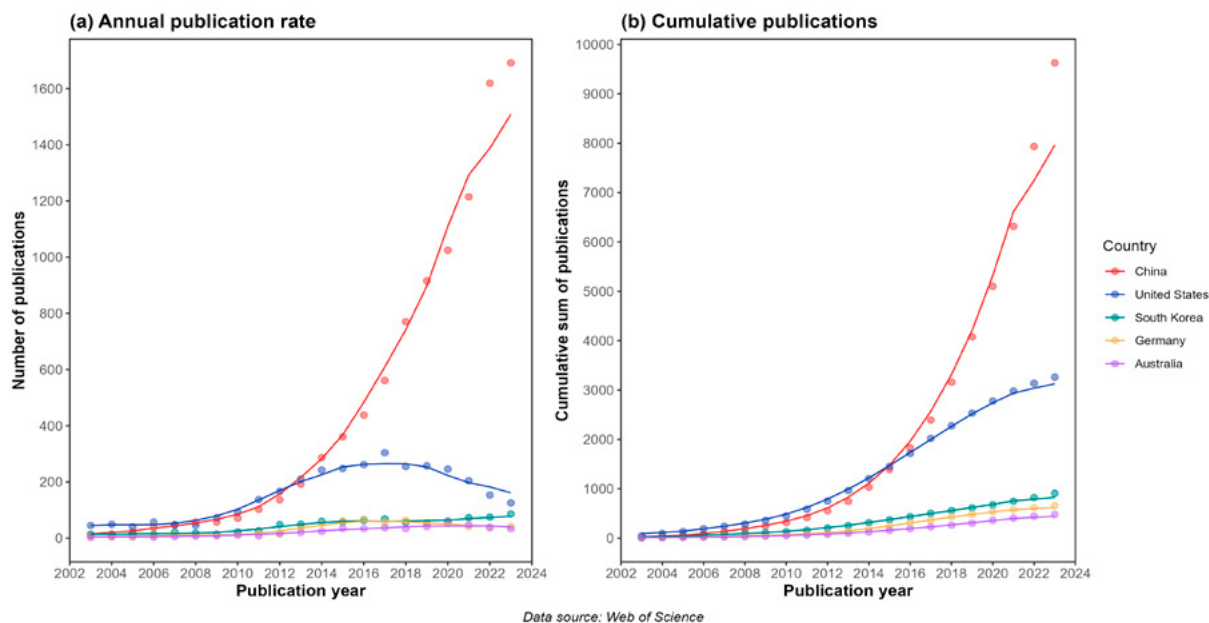 (a) Annual publication rate
Number of publications
1600
1400
1200
1000
800
600
400
200
0
2002 2004 2006 2008 2010 2012 2014 2016 2018 2020 2022 2024
Publication year
(b) Cumulative publications
Cumulative sum of publications
10000
9000
8000
7000
6000
5000
4000
3000
2000
1000
0
2002 2004 2006 2008 2010 2012 2014 2016 2018 2020 2022 2024
Publication year
Country
China
United States
South Korea
Germany
Australia
Data source: Web of Science